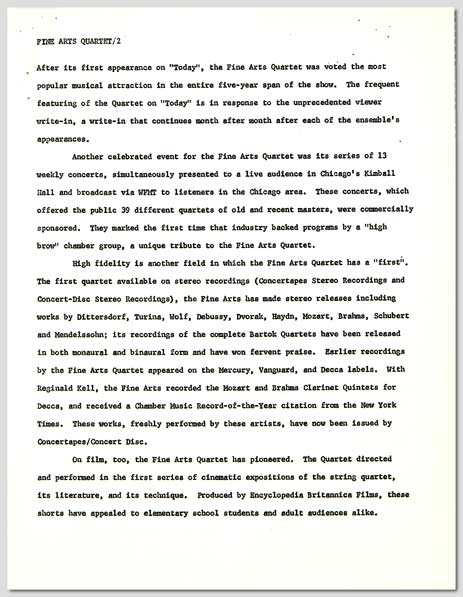 FINE ARTS QUARTET/2
After its first appearance on "Today", the Fine Arts Quartet was voted the most
popular musical attraction in the entire five-year span of the show. The frequent
featuring of the Quartet on "Today" is in response to the unprecedented viewer
write-in, a write-in that continues month after month after each of the ensemble's
appearances.
Another celebrated event for the Fine Arts Quartet was its series of 13
weekly concerts, simultaneously presented to a live audience in Chicago's Kimball
Hall and broadcast via WFMT to listeners in the Chicago area. These concerts, which
offered the public 39 different quartets of old and recent masters, were commercially
sponsored. They marked the first time that industry backed programs by a "high
brow" chamber group, a unique tribute to the Fine Arts Quartet.
High fidelity is another field in which the Fine Arts Quartet has a "first".
The first quartet available on stereo recordings (Concertapes Stereo Recordings and
Concert-Disc Stereo Recordings), the Fine Arts has made stereo releases including
works by Dittersdorf, Turina, Wolf, Debussy, Dvorak, Haydn, Mozart, Brahms, Schubert
and Mendelssohn; its recordings of the complete Bartok Quartets have been released
in both monaural and binaural form and have won fervent praise. Earlier recordings
by the Fine Arts Quartet appeared on the Mercury, Vanguard, and Decca labels. With
Reginald Kell, the Fine Arts recorded the Mozart and Brahms Clarinet Quintets for
Decca, and received a Chamber Music Record-of-the-Year citation from the New York
Times. These works, freshly performed by these artists, have now been issued by
Concertapes/Concert Disc.
On film, too, the Fine Arts Quartet has pioneered. The Quartet directed
and performed in the first series of cinematic expositions of the string quartet,
its literature, and its technique. Produced by Encyclopedia Britannica Films, these
shorts have appealed to elementary school students and adult audiences alike.